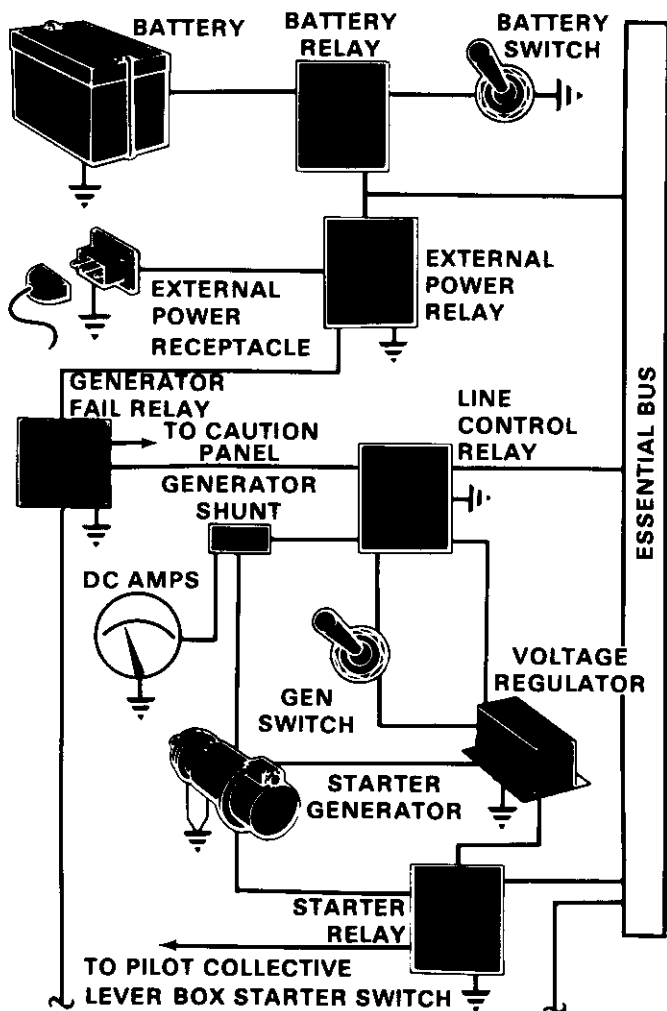 BATTERY
BATTERY
RELAY
BATTERY
SWITCH
EXTERNAL
POWER
RECEPTACLE
EXTERNAL
POWER
RELAY
GENERATOR
FAIL RELAY
TO CAUTION
PANEL
LINE
CONTROL
RELAY
GENERATOR
SHUNT
ESSENTIAL BUS
DC AMPS
GEN
SWITCH
VOLTAGE
REGULATOR
STARTER
GENERATOR
STARTER
RELAY
TO PILOT COLLECTIVE
LEVER BOX STARTER SWITCH